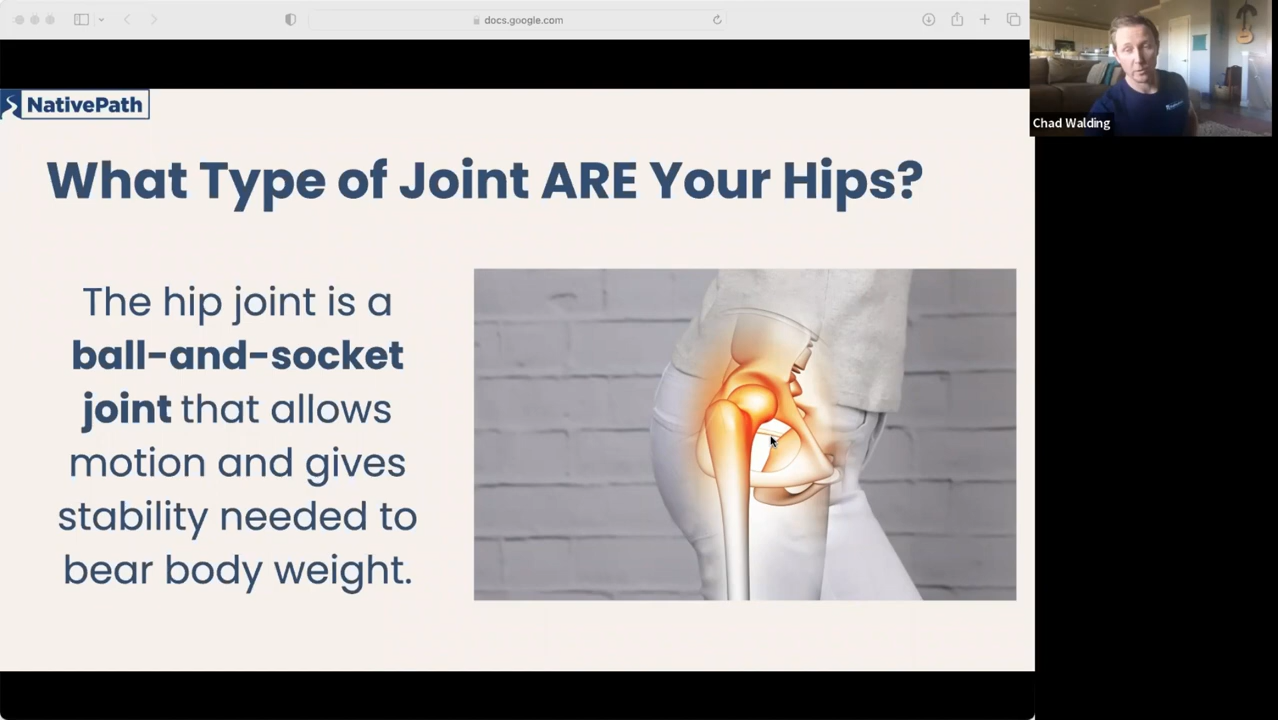 docs.google.com
NativePath
Chad Walding
What Type of Joint ARE Your Hips?
The hip joint is a
ball-and-socket
joint that allows
motion and gives
stability needed to
bear body weight.